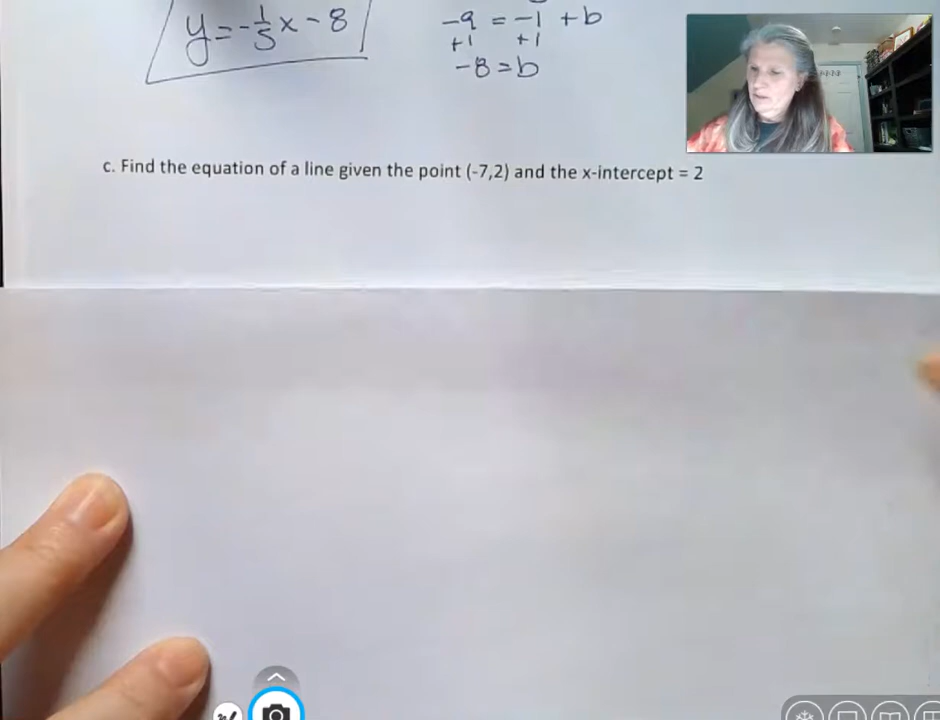 y = -1/5 x - 8
-9 = -1 + b
+1 +1
-8 = b
c. Find the equation of a line given the point (-7,2) and the x-intercept = 2